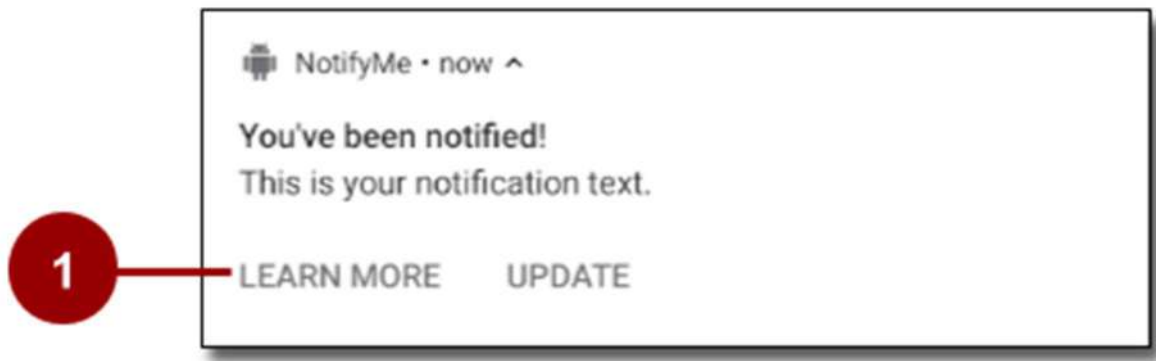 NotifyMe • now ^
You've been notified!
This is your notification text.
1
LEARN MORE UPDATE